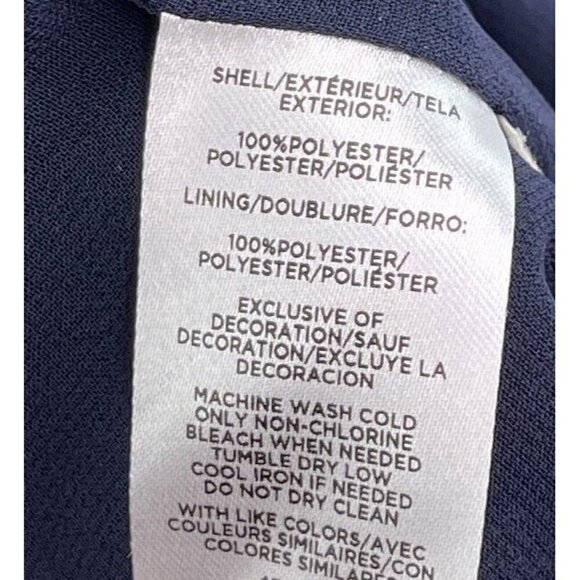 SHELL/EXTÉRIEUR/TELA
EXTERIOR:
100%POLYESTER/
POLYESTER/POLIÉSTER
LINING/DOUBLURE/FORRO:
100%POLYESTER/
POLYESTER/POLIÉSTER
EXCLUSIVE OF
DECORATION/SAUF
DECORATION/EXCLUYE LA
DECORACION
MACHINE WASH COLD
ONLY NON-CHLORINE
BLEACH WHEN NEEDED
TUMBLE DRY LOW
COOL IRON IF NEEDED
DO NOT DRY CLEAN
WITH LIKE COLORS/AVEC
COULEURS SIMILAIRES/CON
COLORES SIMILARES